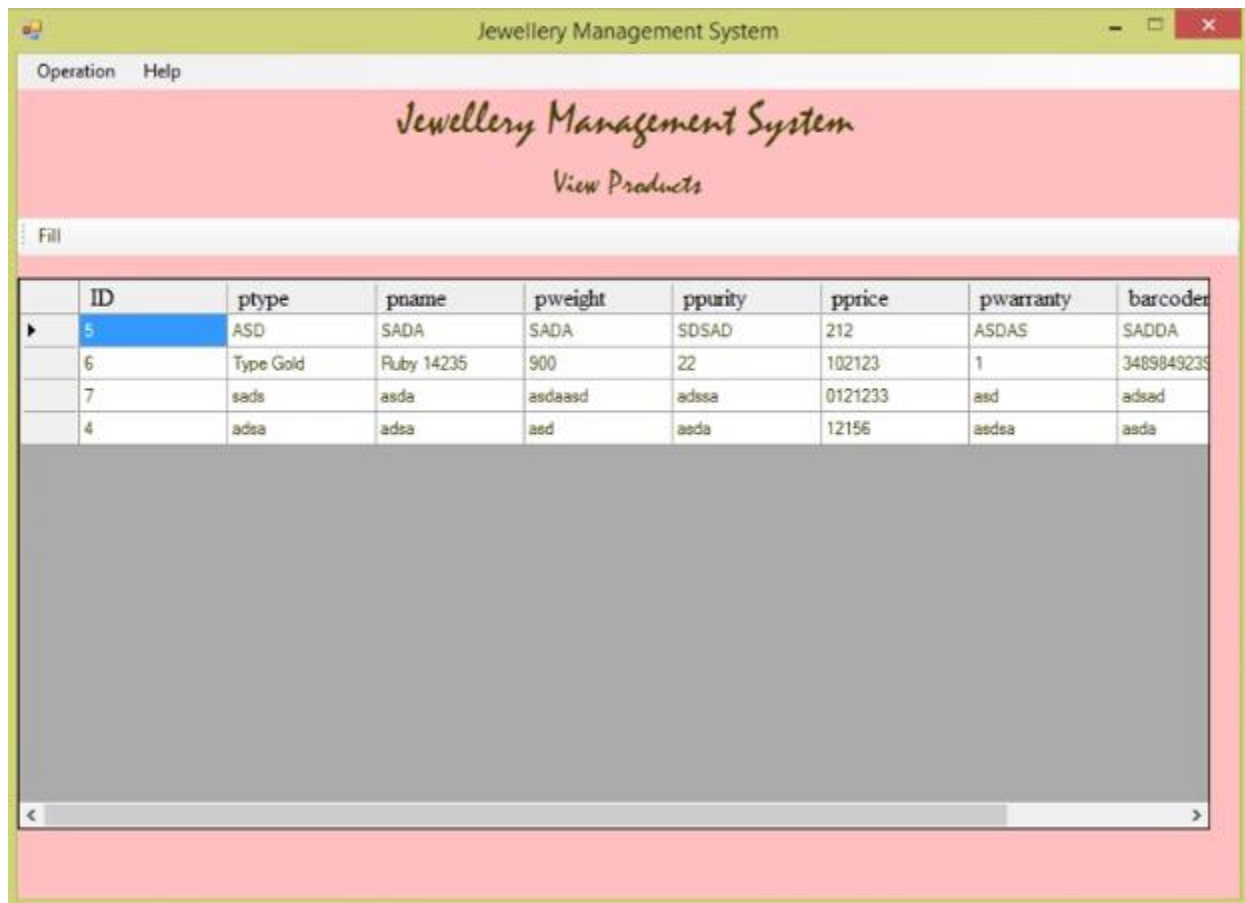 Jewellery Management System
Operation Help
Jewellery Management System
View Products
Fill
ID ptype pname pweight ppurity pprice pwarranty barcoder
5 ASD SADA SADA SDSAD 212 ASDAS SADDA
6 Type Gold Ruby 14235 900 22 102123 1 3489849235
7 sads asda asdaasd adssa 0121233 asd adsad
4 adsa adsa asd asda 12156 asdsa asda